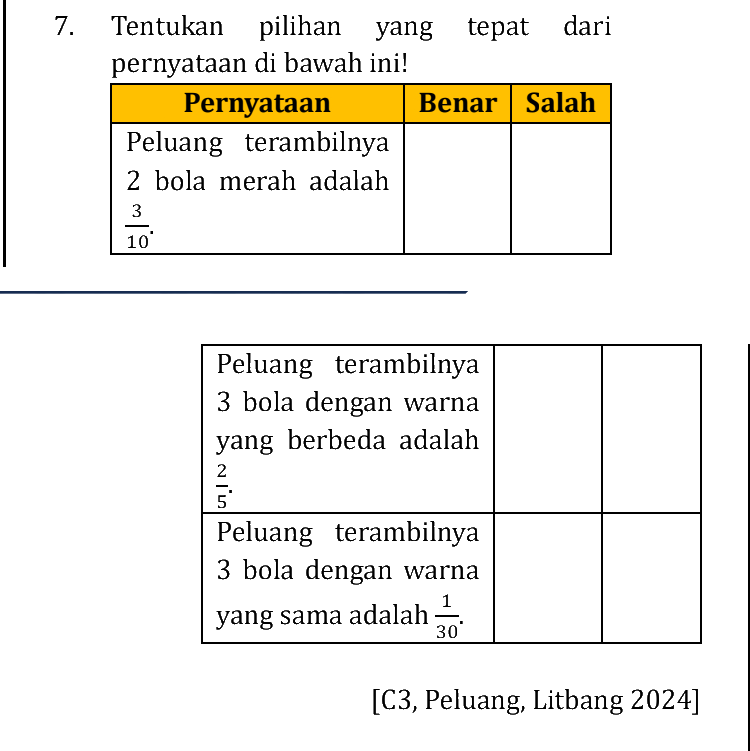 7. Tentukan pilihan yang tepat dari
pernyataan di bawah ini!
Pernyataan Benar Salah
Peluang terambilnya
2 bola merah adalah
3/10.
Peluang terambilnya
3 bola dengan warna
yang berbeda adalah
2/5.
Peluang terambilnya
3 bola dengan warna
yang sama adalah 1/30.
[C3, Peluang, Litbang 2024]